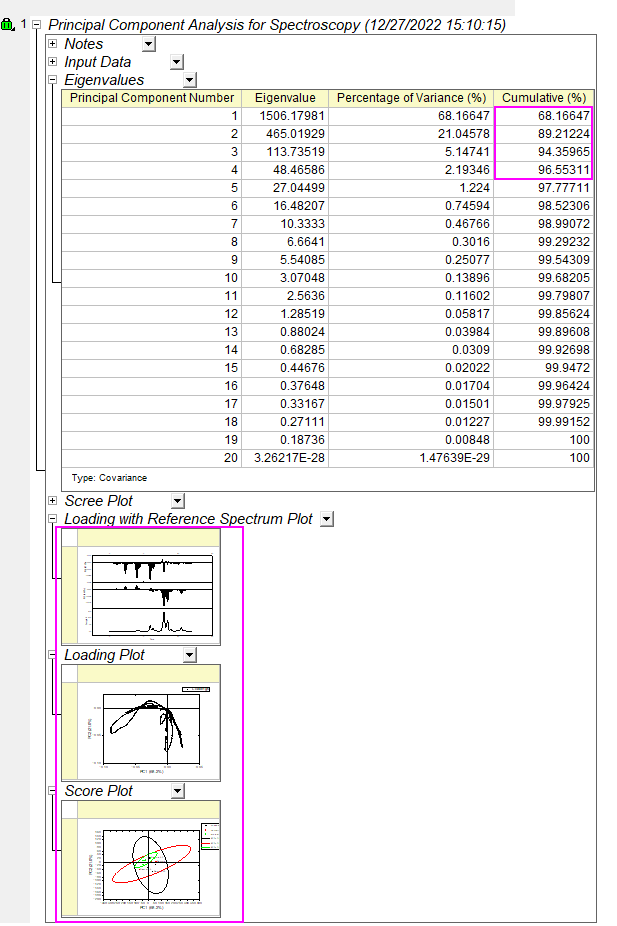 1 Principal Component Analysis for Spectroscopy (12/27/2022 15:10:15)
Notes
Input Data
Eigenvalues
Principal Component Number Eigenvalue Percentage of Variance (%) Cumulative (%)
1 1506.17981 68.16647 68.16647
2 465.01929 21.04578 89.21224
3 113.73519 5.14741 94.35965
4 48.46586 2.19346 96.55311
5 27.04499 1.224 97.77711
6 16.48207 0.74594 98.52306
7 10.3333 0.46766 98.99072
8 6.6641 0.3016 99.29232
9 5.54085 0.25077 99.54309
10 3.07048 0.13896 99.68205
11 2.5636 0.11602 99.79807
12 1.28519 0.05817 99.85624
13 0.88024 0.03984 99.89608
14 0.68285 0.0309 99.92698
15 0.44676 0.02022 99.9472
16 0.37648 0.01704 99.96424
17 0.33167 0.01501 99.97925
18 0.27111 0.01227 99.99152
19 0.18736 0.00848 100
20 3.26217E-28 1.47639E-29 100
Type: Covariance
Scree Plot
Loading with Reference Spectrum Plot
Loading Plot
Score Plot